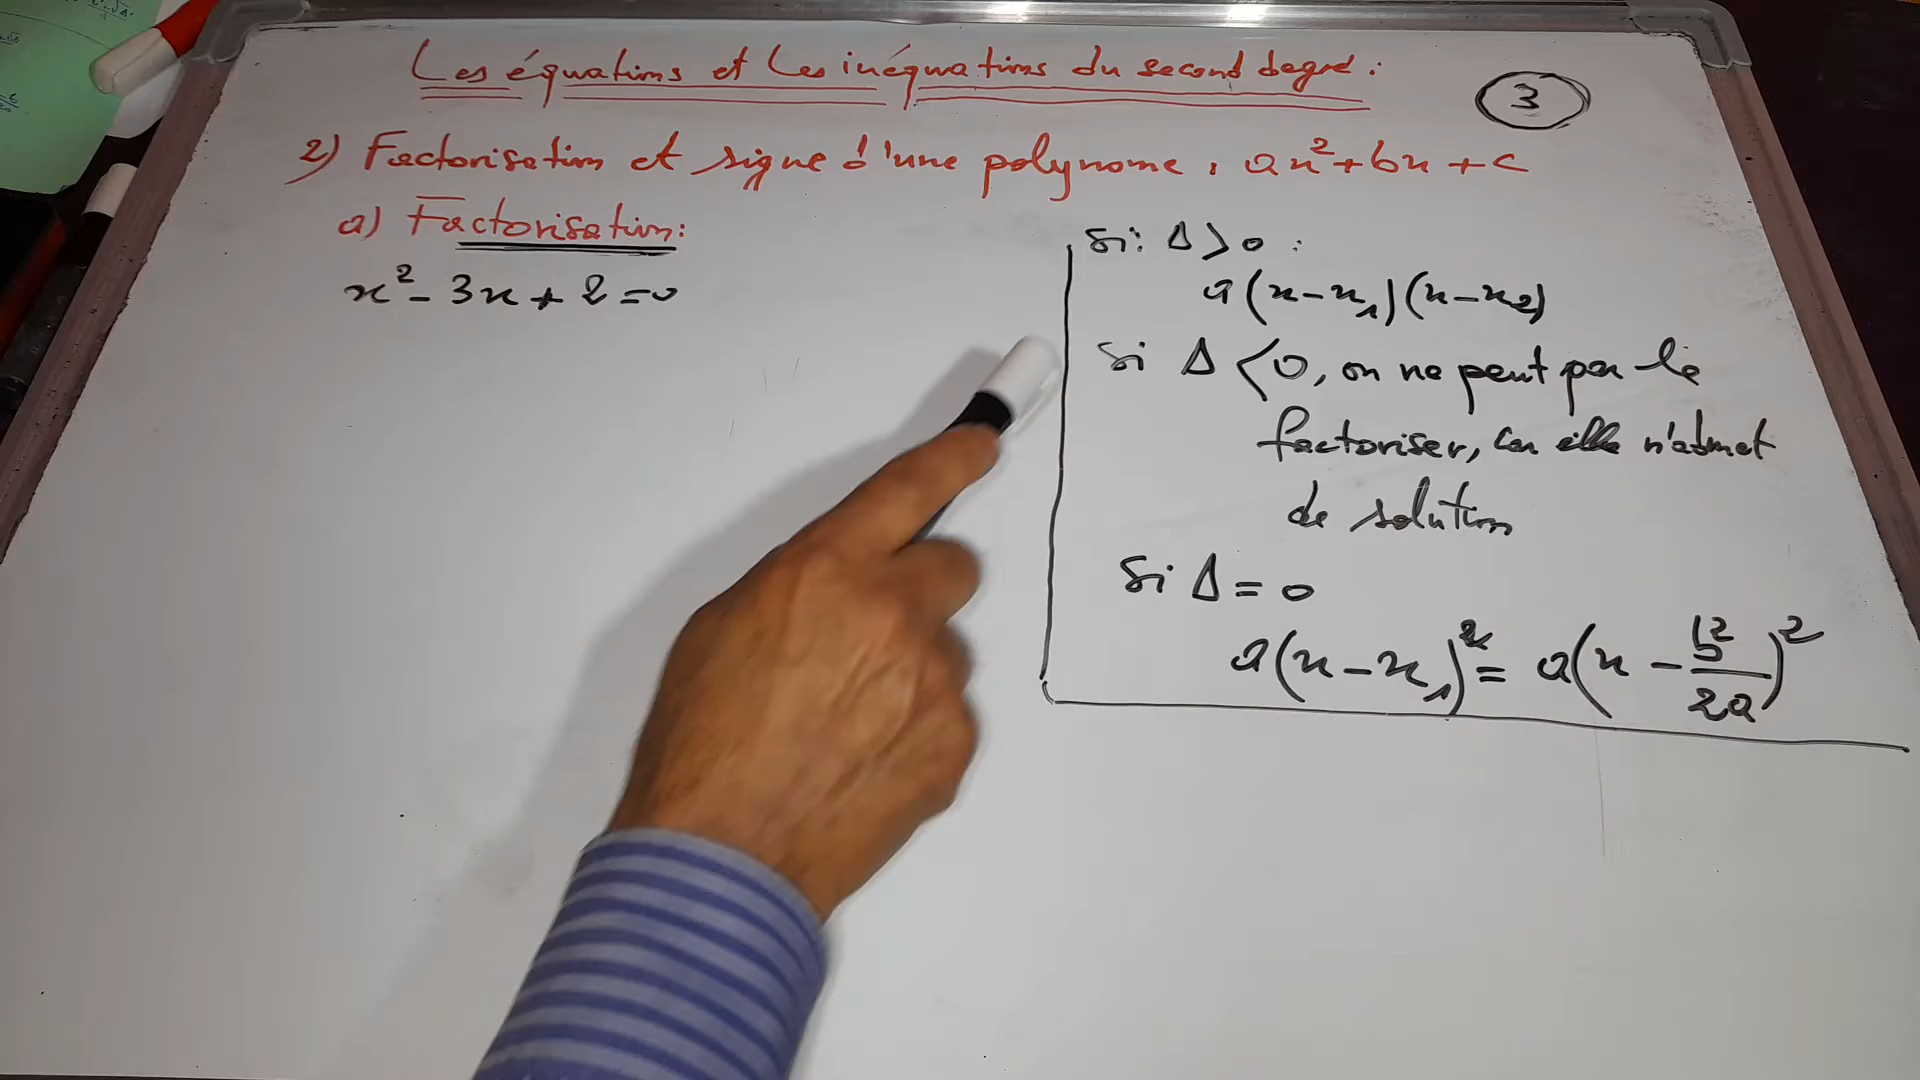 Les équations et les inéquations du second degré :
3
2) Factorisation et signe d'une polynome : ax²+bx+c
a) Factorisation:
x² - 3x + 2 = 0
Si: Δ > 0 :
a(x-x₁)(x-x₂)
Si Δ < 0, on ne peut pas le
factoriser, car elle n'admet
de solution
Si Δ = 0
a(x-x₁)² = a(x - b²/2a)²